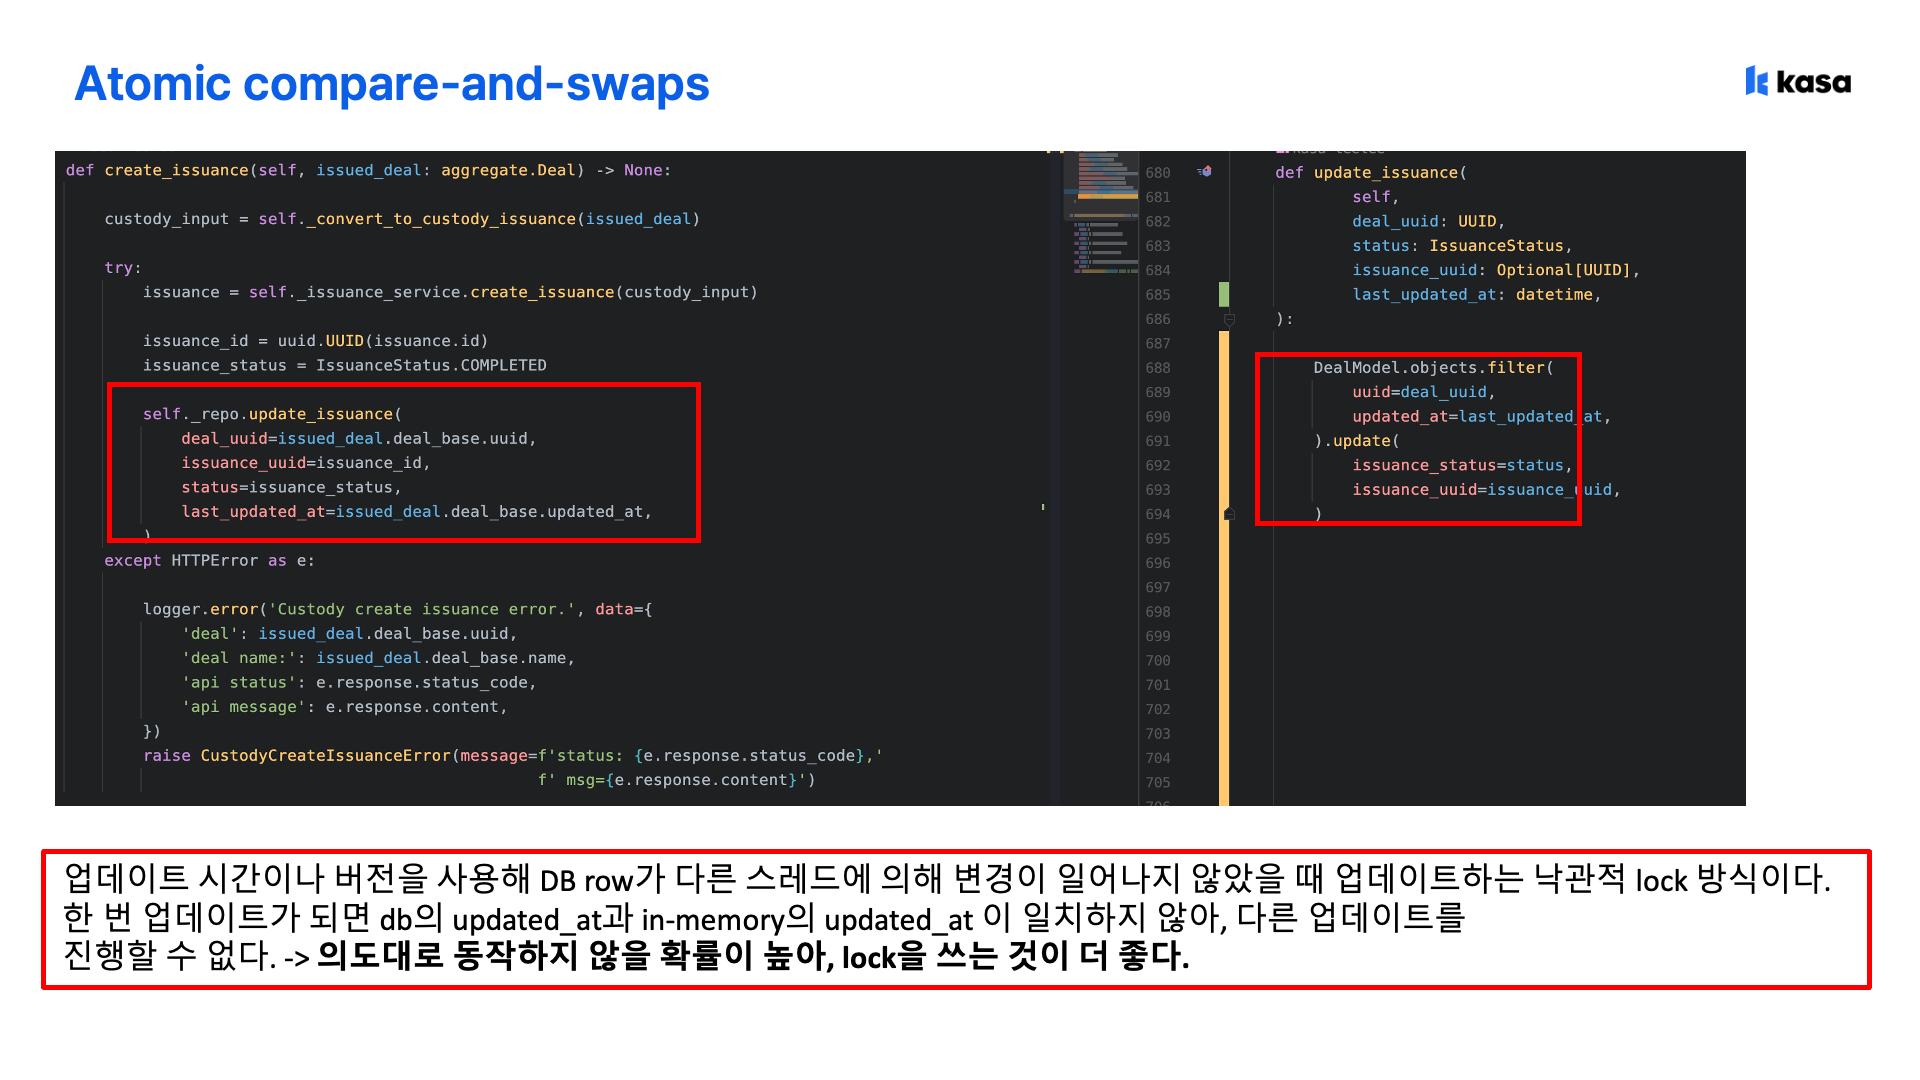 Atomic compare-and-swaps
kasa
def create_issuance(self, issued_deal: aggregate.Deal) -> None:
custody_input = self._convert_to_custody_issuance(issued_deal)
try:
issuance = self._issuance_service.create_issuance(custody_input)
issuance_id = uuid.UUID(issuance.id)
issuance_status = IssuanceStatus.COMPLETED
self._repo.update_issuance(
deal_uuid=issued_deal.deal_base.uuid,
issuance_uuid=issuance_id,
status=issuance_status,
last_updated_at=issued_deal.deal_base.updated_at,
)
except HTTPError as e:
logger.error('Custody create issuance error.', data={
'deal': issued_deal.deal_base.uuid,
'deal name:': issued_deal.deal_base.name,
'api status': e.response.status_code,
'api message': e.response.content,
})
raise CustodyCreateIssuanceError(message=f'status: {e.response.status_code},'
f' msg={e.response.content}')
680 def update_issuance(
681 self,
682 deal_uuid: UUID,
683 status: IssuanceStatus,
684 issuance_uuid: Optional[UUID],
685 last_updated_at: datetime,
686 ):
687
688 DealModel.objects.filter(
689 uuid=deal_uuid,
690 updated_at=last_updated_at,
691 ).update(
692 issuance_status=status,
693 issuance_uuid=issuance_uuid,
694 )
695
696
697
698
699
700
701
702
703
704
705
업데이트 시간이나 버전을 사용해 DB row가 다른 스레드에 의해 변경이 일어나지 않았을 때 업데이트하는 낙관적 lock 방식이다.
한 번 업데이트가 되면 db의 updated_at과 in-memory의 updated_at 이 일치하지 않아, 다른 업데이트를
진행할 수 없다. -> 의도대로 동작하지 않을 확률이 높아, lock을 쓰는 것이 더 좋다.